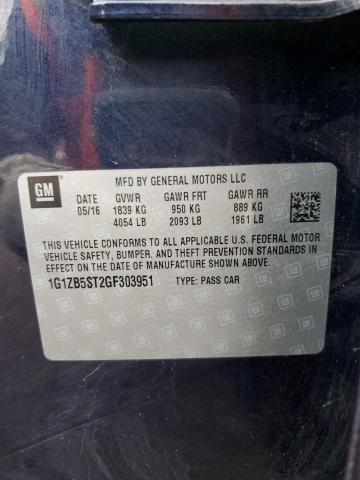 GM
MFD BY GENERAL MOTORS LLC
DATE GVWR GAWR FRT GAWR RR
05/16 1839 KG 950 KG 889 KG
4054 LB 2093 LB 1961 LB
THIS VEHICLE CONFORMS TO ALL APPLICABLE U.S. FEDERAL MOTOR
VEHICLE SAFETY, BUMPER, AND THEFT PREVENTION STANDARDS IN
EFFECT ON THE DATE OF MANUFACTURE SHOWN ABOVE.
1G1ZB5ST2GF303951 TYPE: PASS CAR